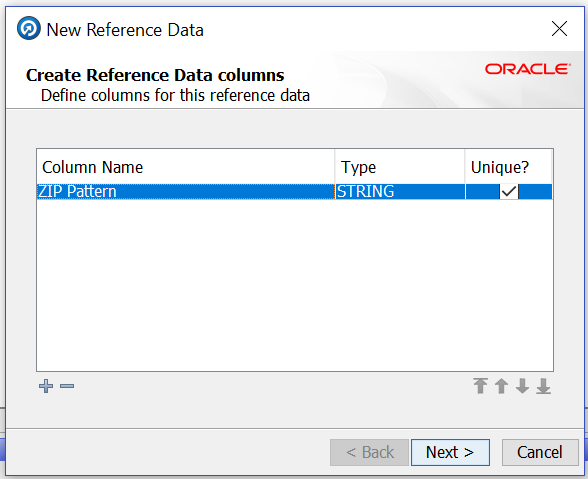 New Reference Data
Create Reference Data columns
ORACLE
Define columns for this reference data
Column Name Type Unique?
ZIP Pattern STRING
< Back Next > Cancel